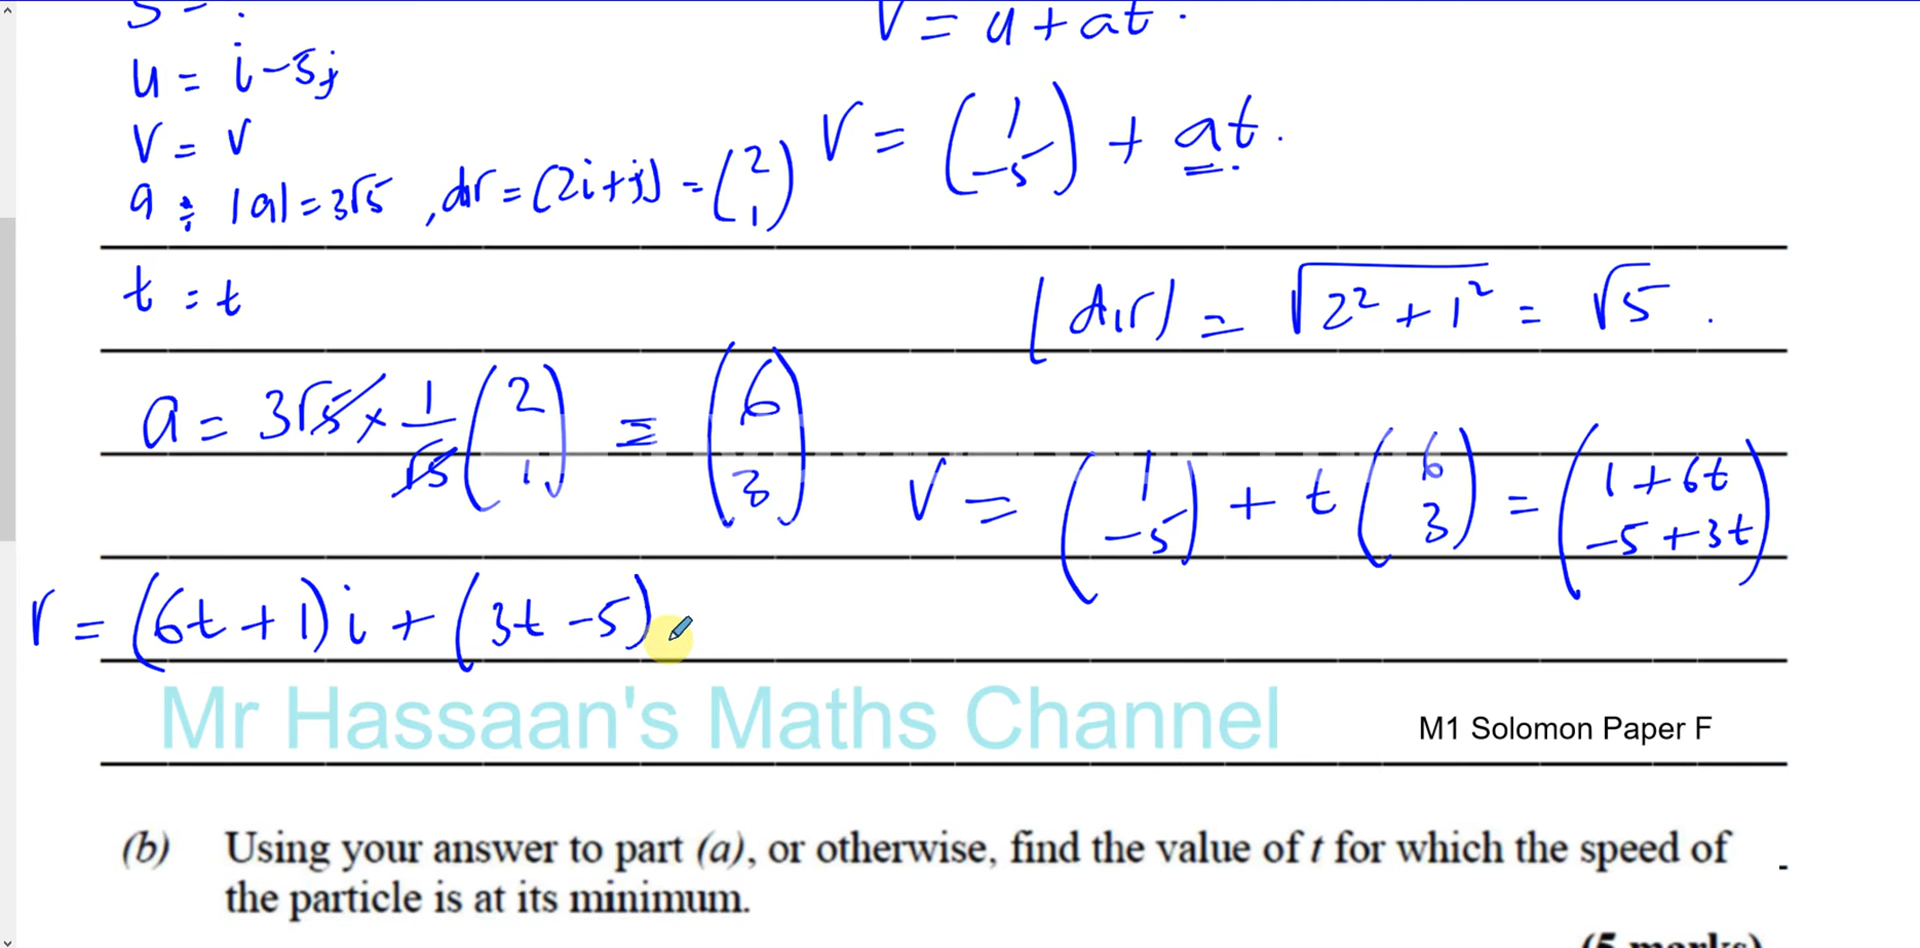 S = :
V = u + at .
u = i - 5j
V = v
a : |a| = 3√5 , dir = (2i + j) = (2 1)
V = (1 -5) + at .
t = t
|dir| = √2² + 1² = √5 .
a = 3√5 × 1/√5 (2 1) = (6 3)
V = (1 -5) + t (6 3) = (1 + 6t -5 + 3t)
V = (6t + 1) i + (3t - 5)
Mr Hassaan's Maths Channel
M1 Solomon Paper F
(b) Using your answer to part (a), or otherwise, find the value of t for which the speed of
the particle is at its minimum.
(5 marks)